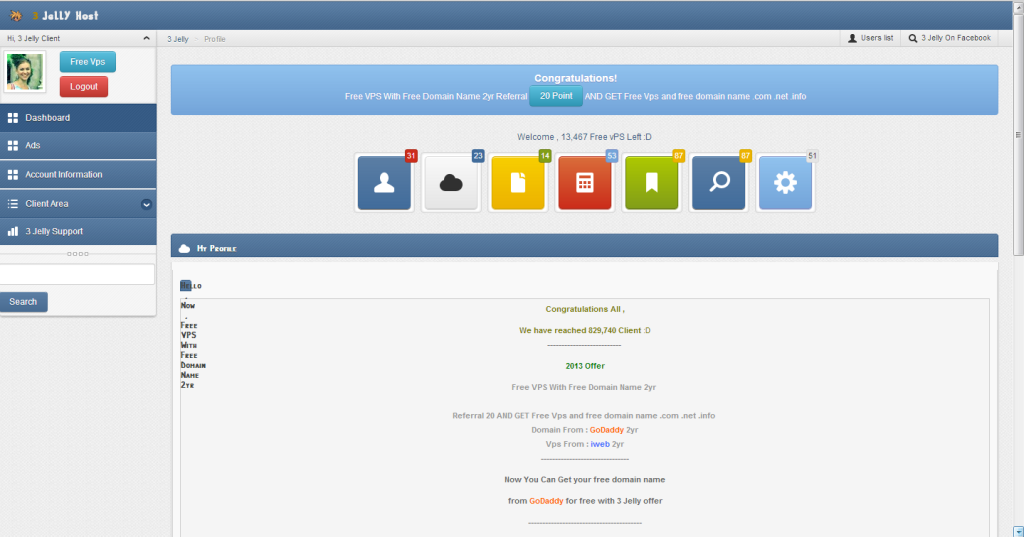 3 Jelly Host
Hi, 3 Jelly Client
3 Jelly
Profile
Users list
3 Jelly On Facebook
Free Vps
Logout
Dashboard
Ads
Account Information
Client Area
3 Jelly Support
Search
Congratulations!
Free VPS With Free Domain Name 2yr Referral 20 Point AND GET Free Vps and free domain name .com .net .info
Welcome , 13,467 Free vPS Left :D
31 23 14 53 87 87 51
My Profile
Hello
.
Now
.
Free
VPS
With
Free
Domain
Name
2yr
Congratulations All ,
We have reached 829,740 Client :D
------------------------------
2013 Offer
Free VPS With Free Domain Name 2yr
Referral 20 AND GET Free Vps and free domain name .com .net .info
Domain From : GoDaddy 2yr
Vps From : iweb 2yr
------------------------------------
Now You Can Get your free domain name
from GoDaddy for free with 3 Jelly offer
----------------------------------------------